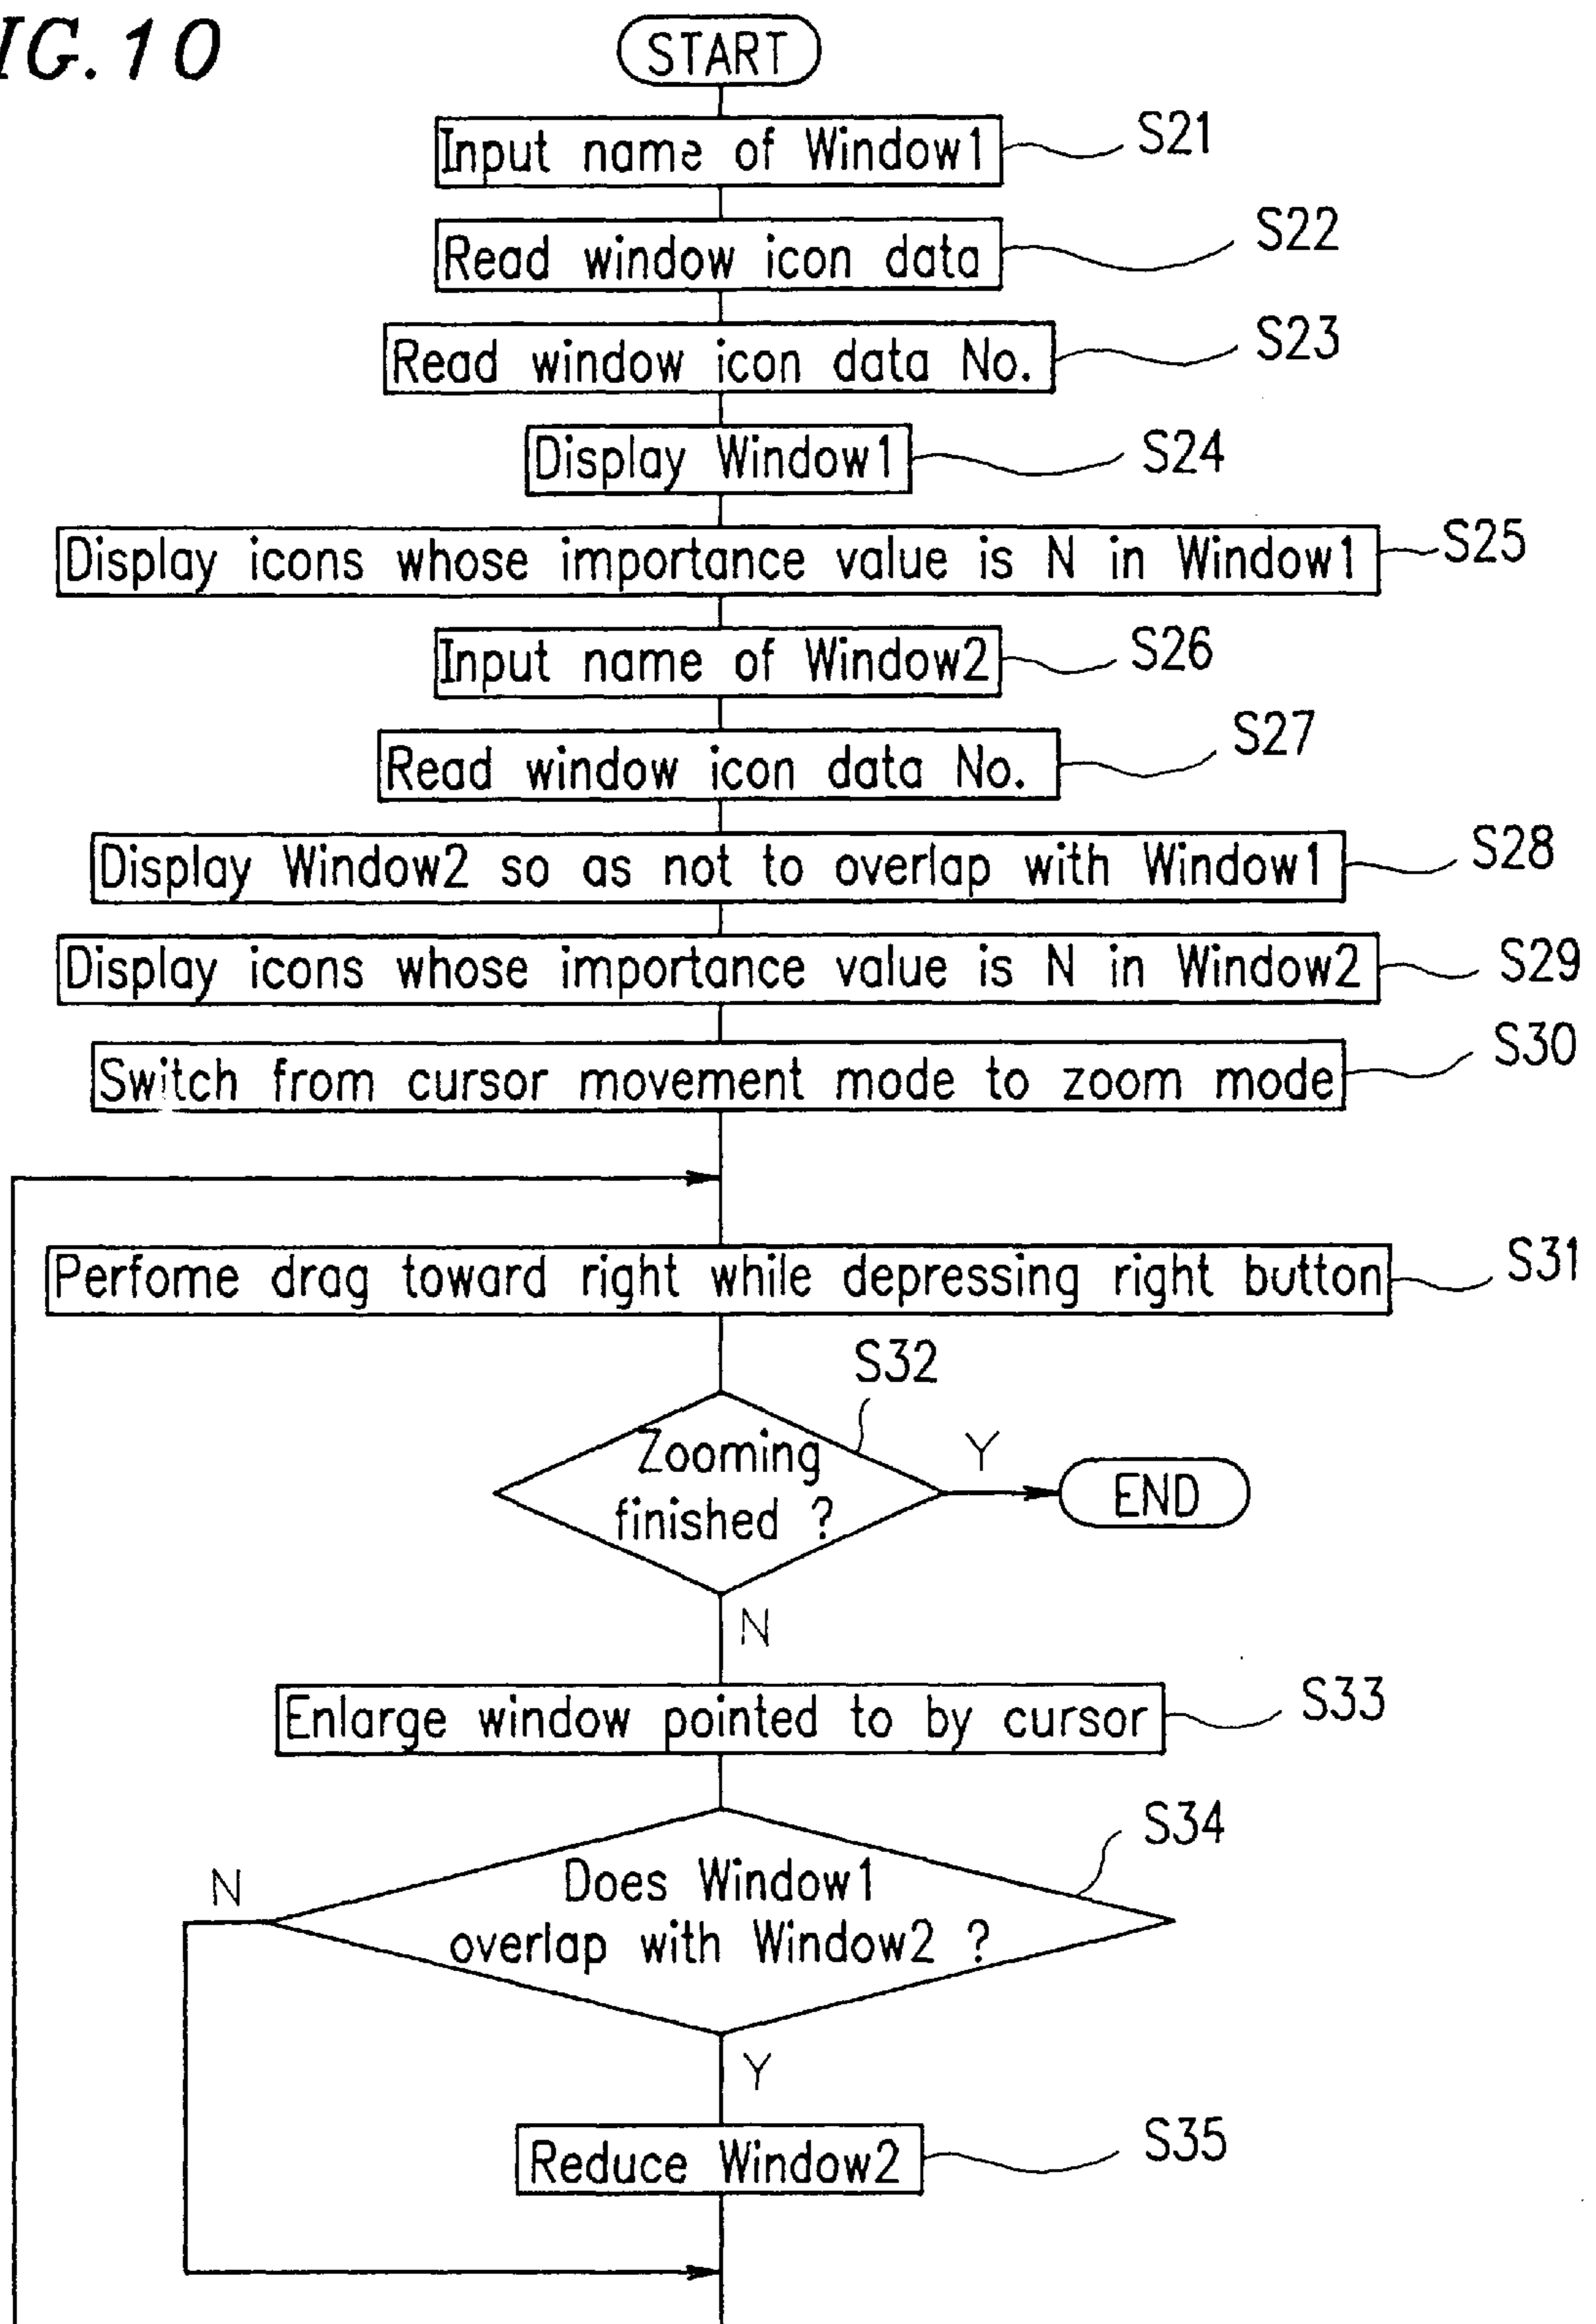 IG. 10
START
Input name of Window1
S21
Read window icon data
S22
Read window icon data No.
S23
Display Window1
S24
Display icons whose importance value is N in Window1
S25
Input name of Window2
S26
Read window icon data No.
S27
Display Window2 so as not to overlap with Window1
S28
Display icons whose importance value is N in Window2
S29
Switch from cursor movement mode to zoom mode
S30
Perfome drag toward right while depressing right button
S31
S32
Zooming
finished ?
Y
END
N
Enlarge window pointed to by cursor
S33
S34
Does Window1
overlap with Window2 ?
N
Y
Reduce Window2
S35